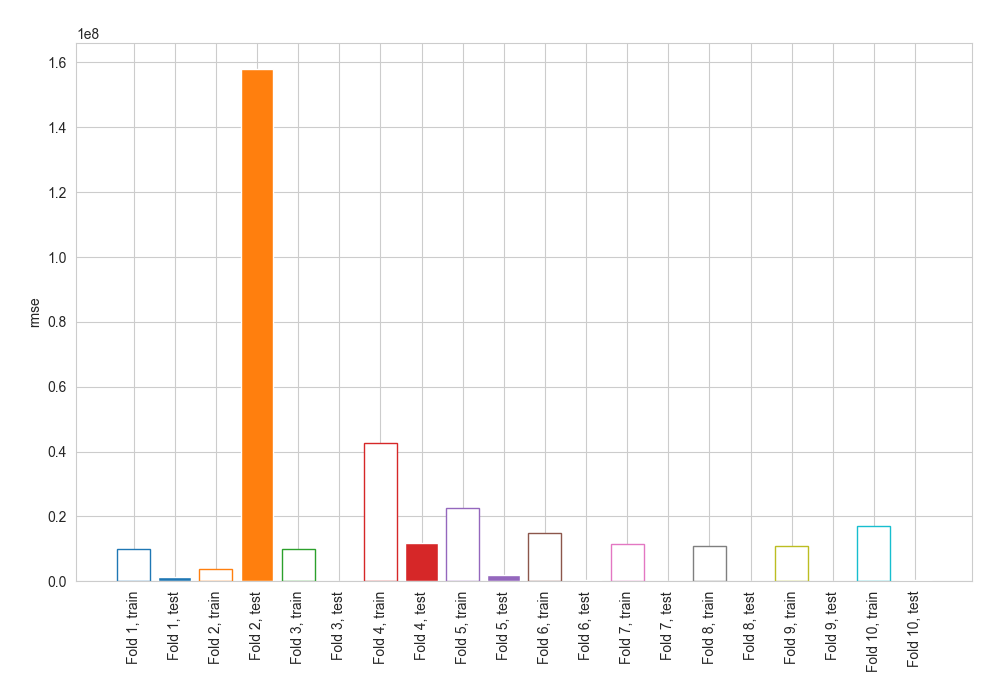 1e8
1.6
1.4
1.2
1.0
0.8
0.6
0.4
0.2
0.0
rmse
Fold 1, train
Fold 1, test
Fold 2, train
Fold 2, test
Fold 3, train
Fold 3, test
Fold 4, train
Fold 4, test
Fold 5, train
Fold 5, test
Fold 6, train
Fold 6, test
Fold 7, train
Fold 7, test
Fold 8, train
Fold 8, test
Fold 9, train
Fold 9, test
Fold 10, train
Fold 10, test